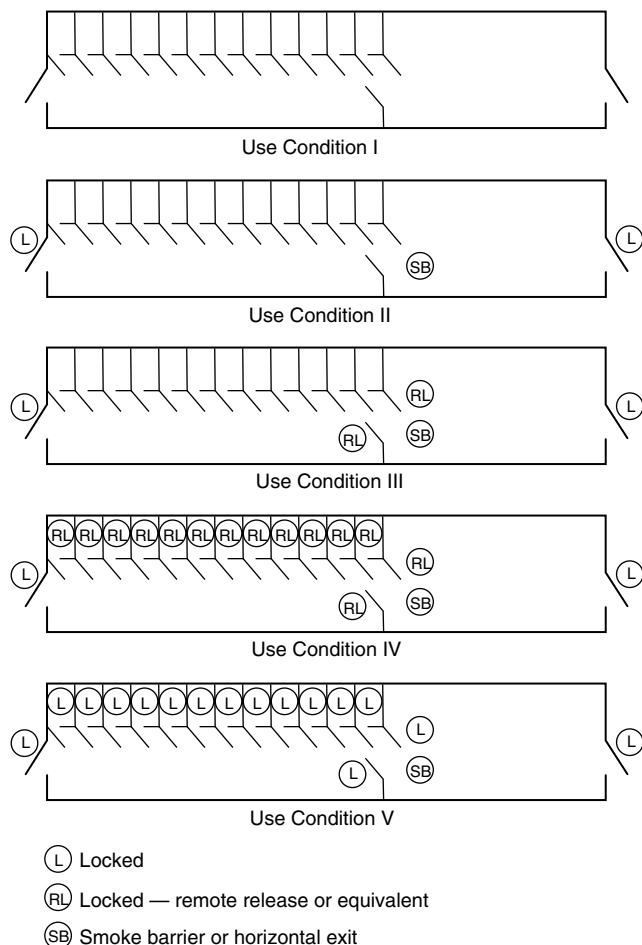 Use Condition I
L L
SB
Use Condition II
RL
L L
RL SB
Use Condition III
RL RL RL RL RL RL RL RL RL RL RL RL
RL
L L
RL SB
Use Condition IV
L L L L L L L L L L L L
L
L L
L SB
Use Condition V
L Locked
RL Locked — remote release or equivalent
SB Smoke barrier or horizontal exit